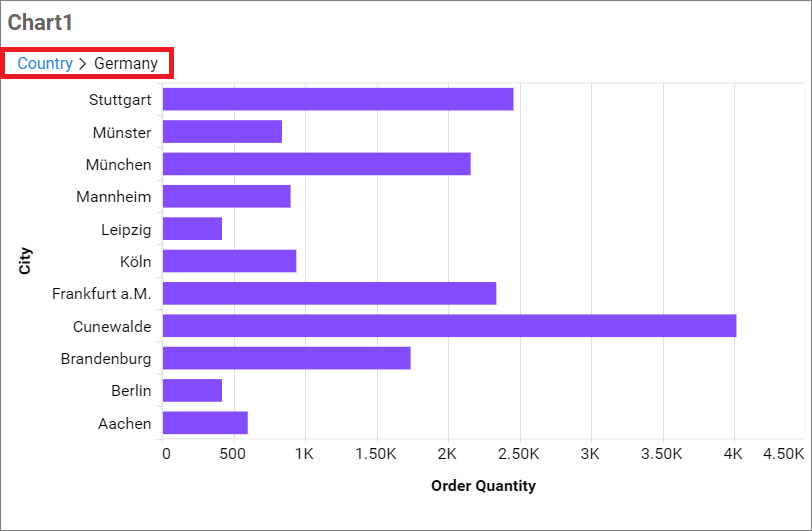 Chart1
Country > Germany
Stuttgart
Münster
München
Mannheim
Leipzig
Köln
Frankfurt a.M.
Cunewalde
Brandenburg
Berlin
Aachen
City
0 500 1K 1.50K 2K 2.50K 3K 3.50K 4K 4.50K
Order Quantity